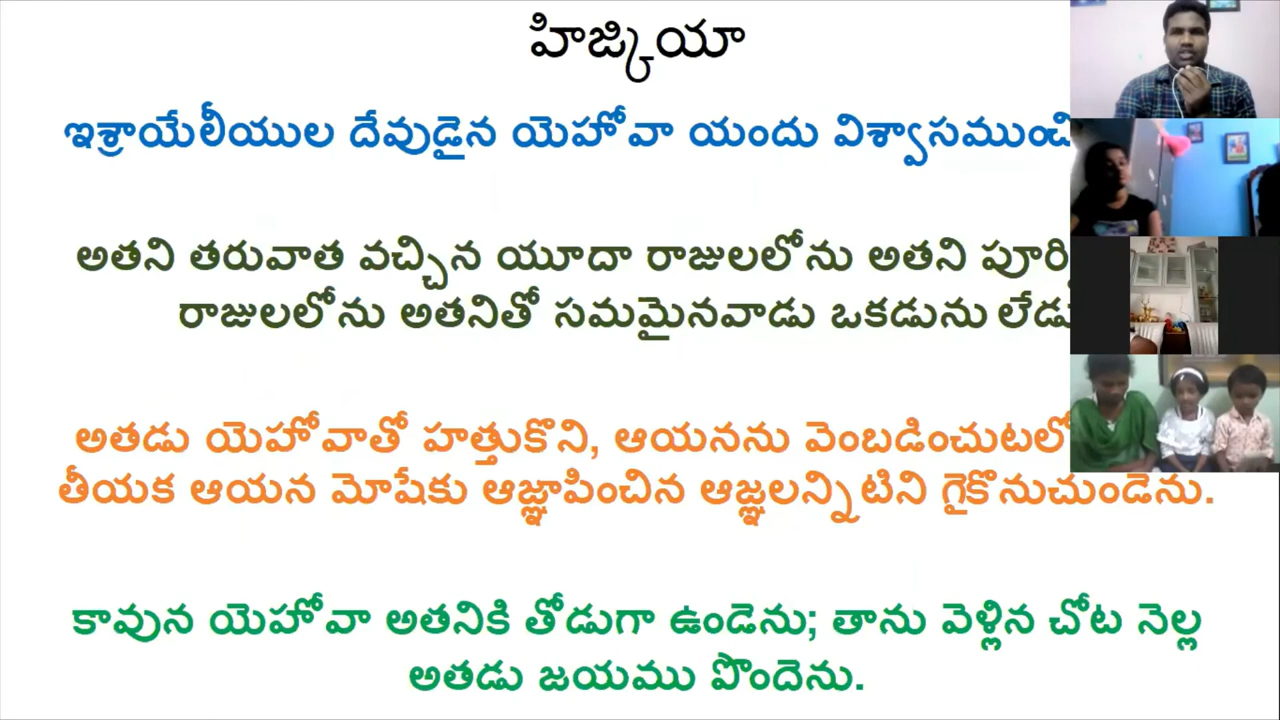 హిజ్కియా
ఇశ్రాయేలీయుల దేవుడైన యెహోవా యందు
అతని తరువాత వచ్చిన యూదా రాజులలోను అతని
రాజులలోను అతనితో సమమైనవాడు ఒకడును లేడు
అతడు యెహోవాతో హత్తుకొని, ఆయనను వెంబడించుటలో
తీయక ఆయన మోషేకు ఆజ్ఞాపించిన ఆజ్ఞలన్నిటిని గైకొనుచుండెను.
కావున యెహోవా అతనికి తోడుగా ఉండెను; తాను వెళ్లిన చోట నెల్ల
అతడు జయము పొందెను.